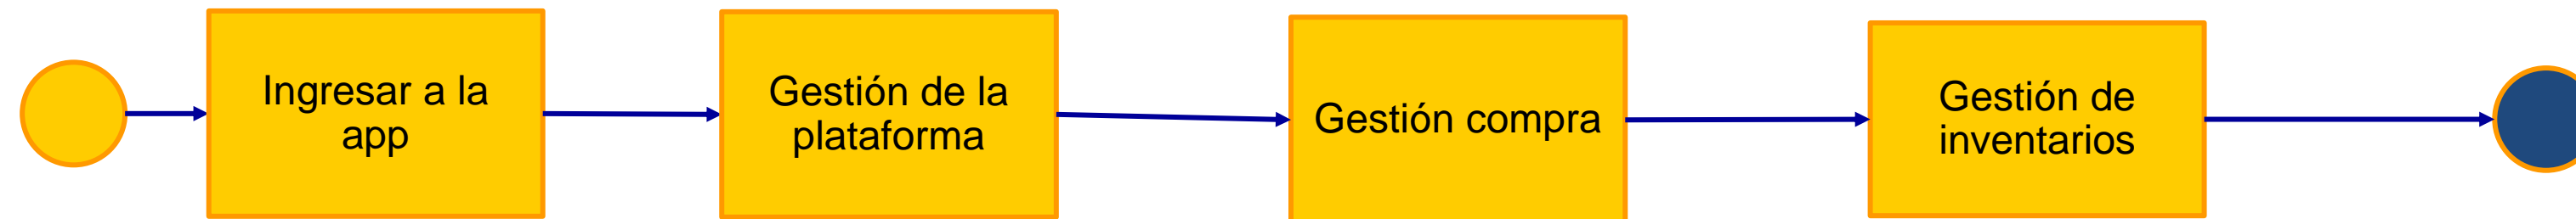 Ingresar a la
app
Gestión de la
plataforma
Gestión compra
Gestión de
inventarios